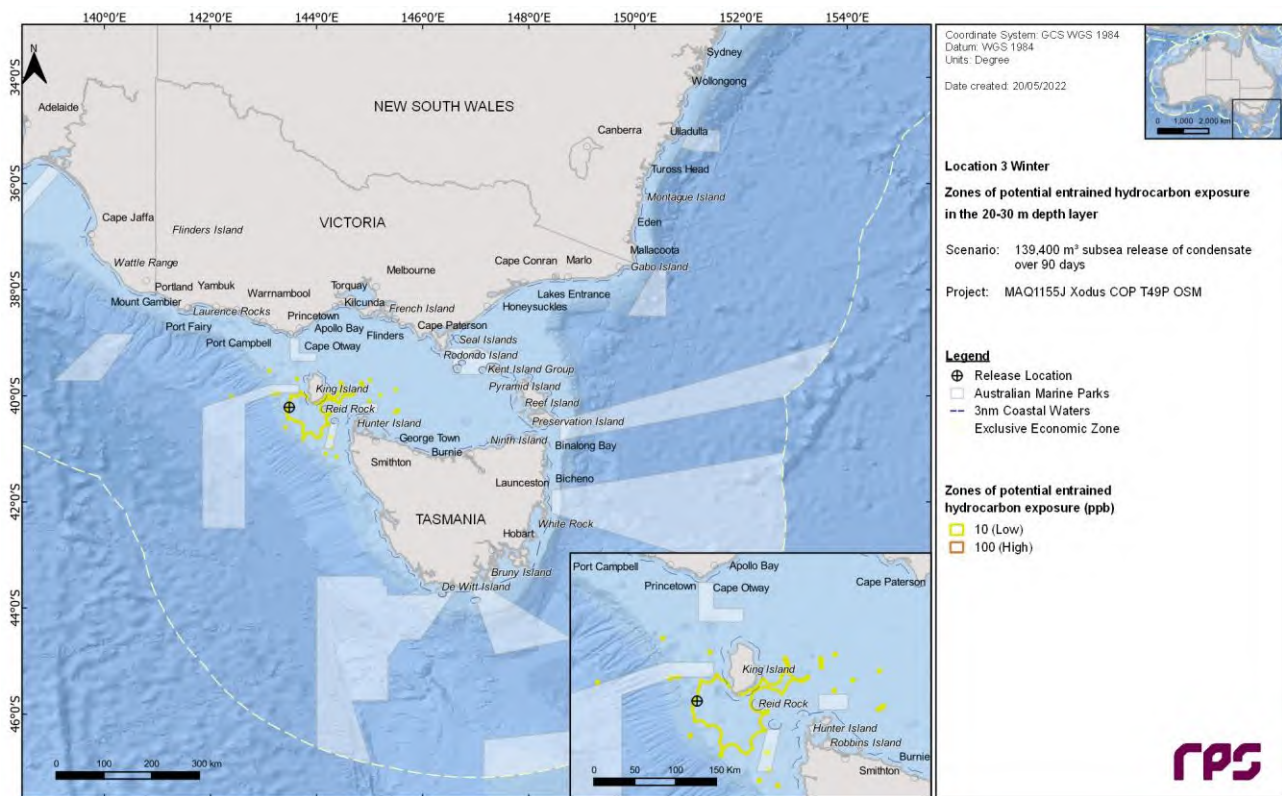 140°0'0"E 142°0'0"E 144°0'0"E 146°0'0"E 148°0'0"E 150°0'0"E 152°0'0"E 154°0'0"E
N
34°0'S
36°0'S
38°0'S
40°0'S
42°0'S
44°0'S
46°0'S
Sydney
Wollongong
Adelaide
NEW SOUTH WALES
Canberra
Ulladulla
Tuross Head
Montague Island
Cape Jaffa
Flinders Island
VICTORIA
Eden
Mallacoota
Wattle Range
Melbourne
Cape Conran
Marlo
Gabo Island
Portland
Yambuk
Torquay
Mount Gambier
Warrnambool
Kilcunda
French Island
Lakes Entrance
Laurence Rocks
Princetown
Honeysuckles
Port Fairy
Apollo Bay
Flinders
Cape Paterson
Port Campbell
Cape Otway
Seal Islands
Rodondo Island
Kent Island Group
King Island
Pyramid Island
Reid Rock
Reef Island
Hunter Island
Preservation Island
George Town
Ninth Island
Burnie
Binalong Bay
Smithton
Launceston
Bicheno
TASMANIA
White Rock
Hobart
Bruny Island
De Witt Island
0 100 200 300 km
Port Campbell
Apollo Bay
Princetown
Cape Otway
Cape Paterson
King Island
Reid Rock
Hunter Island
Robbins Island
Burnie
Smithton
0 50 100 150 Km
Coordinate System: GCS WGS 1984
Datum: WGS 1984
Units: Degree
Date created: 20/05/2022
0 1,000 2,000 km
Location 3 Winter
Zones of potential entrained hydrocarbon exposure
in the 20-30 m depth layer
Scenario: 139,400 m³ subsea release of condensate
over 90 days
Project: MAQ1155J Xodus COP T49P OSM
Legend
Release Location
Australian Marine Parks
3nm Coastal Waters
Exclusive Economic Zone
Zones of potential entrained
hydrocarbon exposure (ppb)
10 (Low)
100 (High)
rps